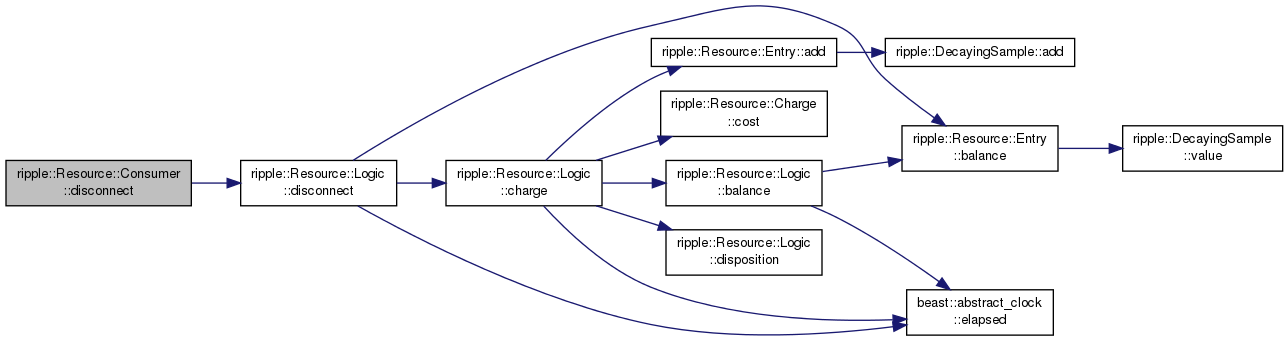 ripple::Resource::Consumer
::disconnect
ripple::Resource::Logic
::disconnect
ripple::Resource::Logic
::charge
ripple::Resource::Entry::add
ripple::DecayingSample::add
ripple::Resource::Charge
::cost
ripple::Resource::Logic
::balance
ripple::Resource::Logic
::disposition
ripple::Resource::Entry
::balance
ripple::DecayingSample
::value
beast::abstract_clock
::elapsed